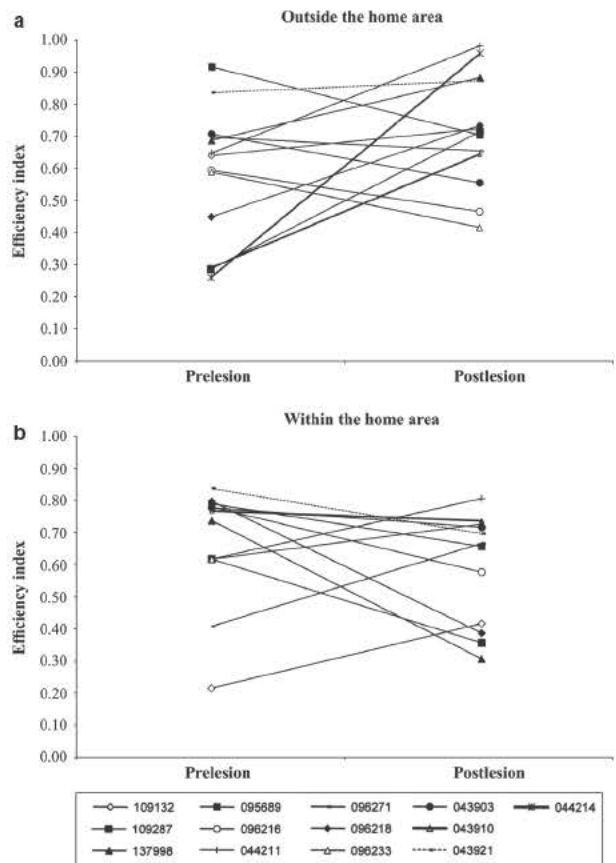 a
Outside the home area
1.00
0.90
0.80
0.70
0.60
0.50
0.40
0.30
0.20
0.10
0.00
Efficiency index
Prelesion Postlesion
b
Within the home area
1.00
0.90
0.80
0.70
0.60
0.50
0.40
0.30
0.20
0.10
0.00
Efficiency index
Prelesion Postlesion
109132 095689 096271 043903 044214
109287 096216 096218 043910
137998 044211 096233 043921